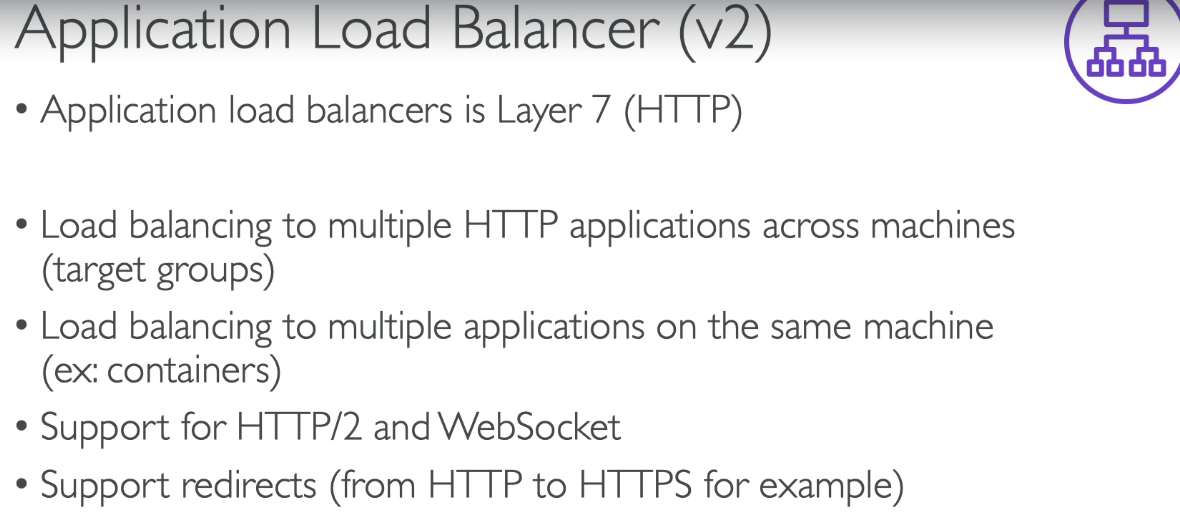 Application Load Balancer (v2)
• Application load balancers is Layer 7 (HTTP)
• Load balancing to multiple HTTP applications across machines
(target groups)
• Load balancing to multiple applications on the same machine
(ex: containers)
• Support for HTTP/2 and WebSocket
• Support redirects (from HTTP to HTTPS for example)